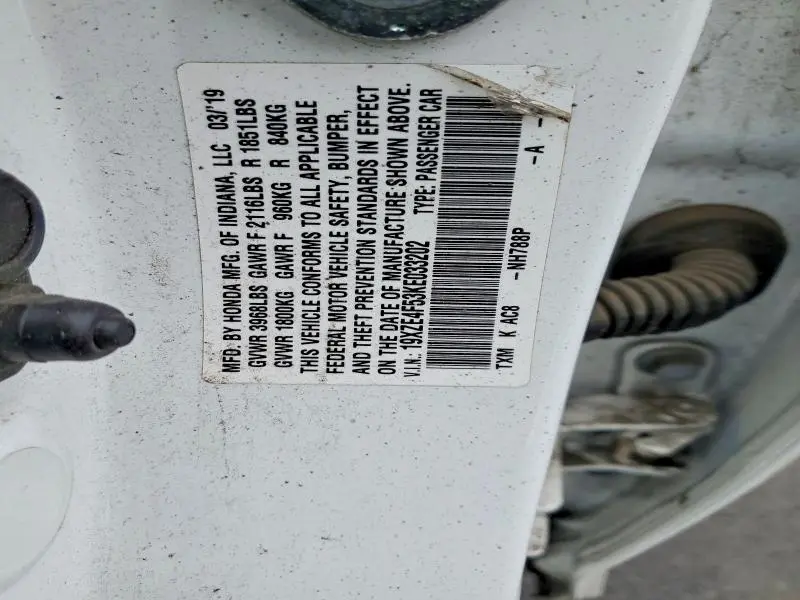 MFD. BY HONDA MFG. OF INDIANA, LLC 03/'19
GVWR 3968LBS GAWR F 2116LBS R 1851LBS
GVWR 1800KG GAWR F 960KG R 840KG
THIS VEHICLE CONFORMS TO ALL APPLICABLE
FEDERAL MOTOR VEHICLE SAFETY, BUMPER,
AND THEFT PREVENTION STANDARDS IN EFFECT
ON THE DATE OF MANUFACTURE SHOWN ABOVE.
V.I.N.: 19XZE4F53KE033202 TYPE: PASSENGER CAR
TXM K AC8 -NH788P -A -